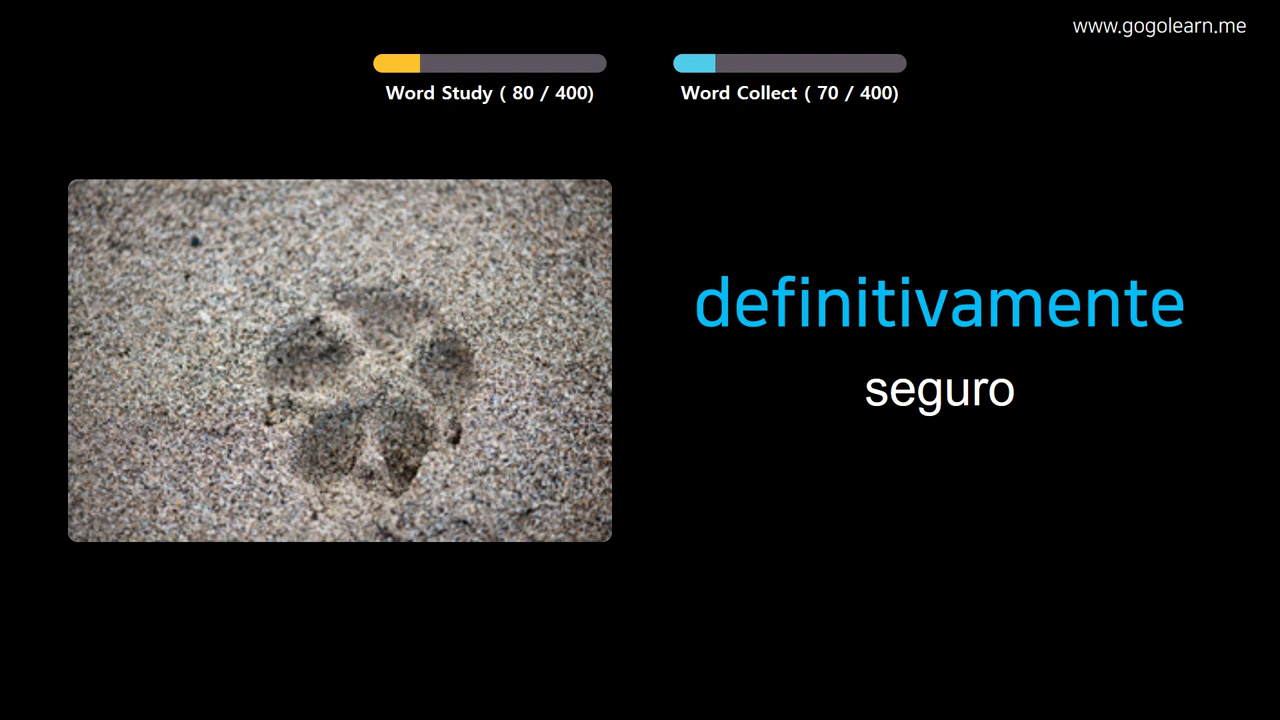 www.gogolearn.me
Word Study ( 80 / 400)
Word Collect ( 70 / 400)
definitivamente
seguro